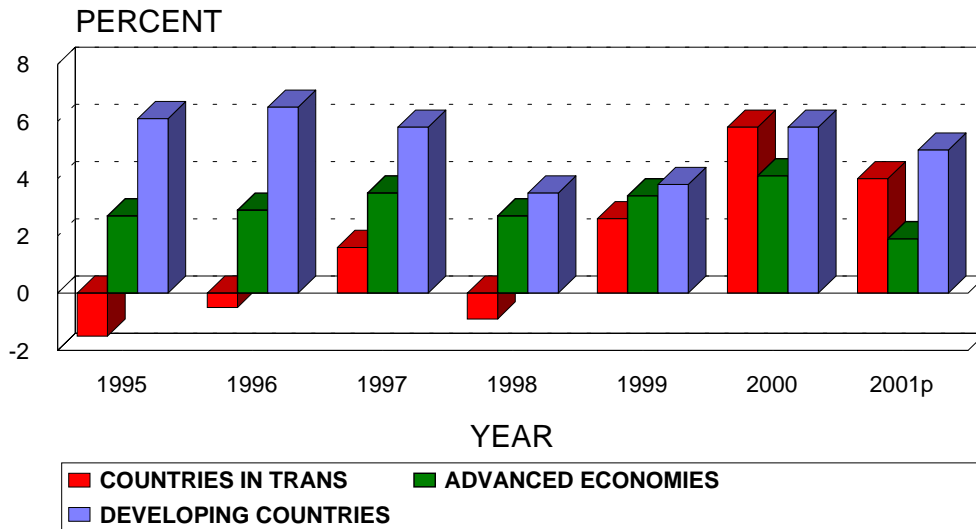 PERCENT
8
6
4
2
0
-2
1995 1996 1997 1998 1999 2000 2001p
YEAR
COUNTRIES IN TRANS ADVANCED ECONOMIES
DEVELOPING COUNTRIES